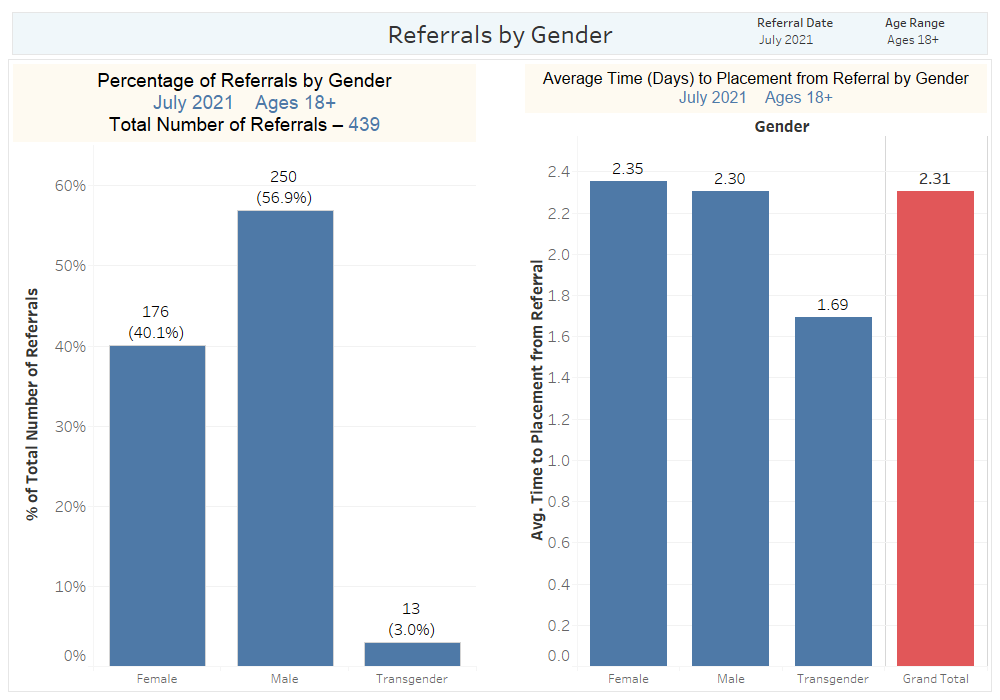 Referrals by Gender
Referral Date
July 2021
Age Range
Ages 18+
Percentage of Referrals by Gender
July 2021 Ages 18+
Total Number of Referrals – 439
% of Total Number of Referrals
60%
50%
40%
30%
20%
10%
0%
176
(40.1%)
250
(56.9%)
13
(3.0%)
Female
Male
Transgender
Average Time (Days) to Placement from Referral by Gender
July 2021 Ages 18+
Gender
Avg. Time to Placement from Referral
2.4
2.2
2.0
1.8
1.6
1.4
1.2
1.0
0.8
0.6
0.4
0.2
0.0
2.35
2.30
1.69
2.31
Female
Male
Transgender
Grand Total